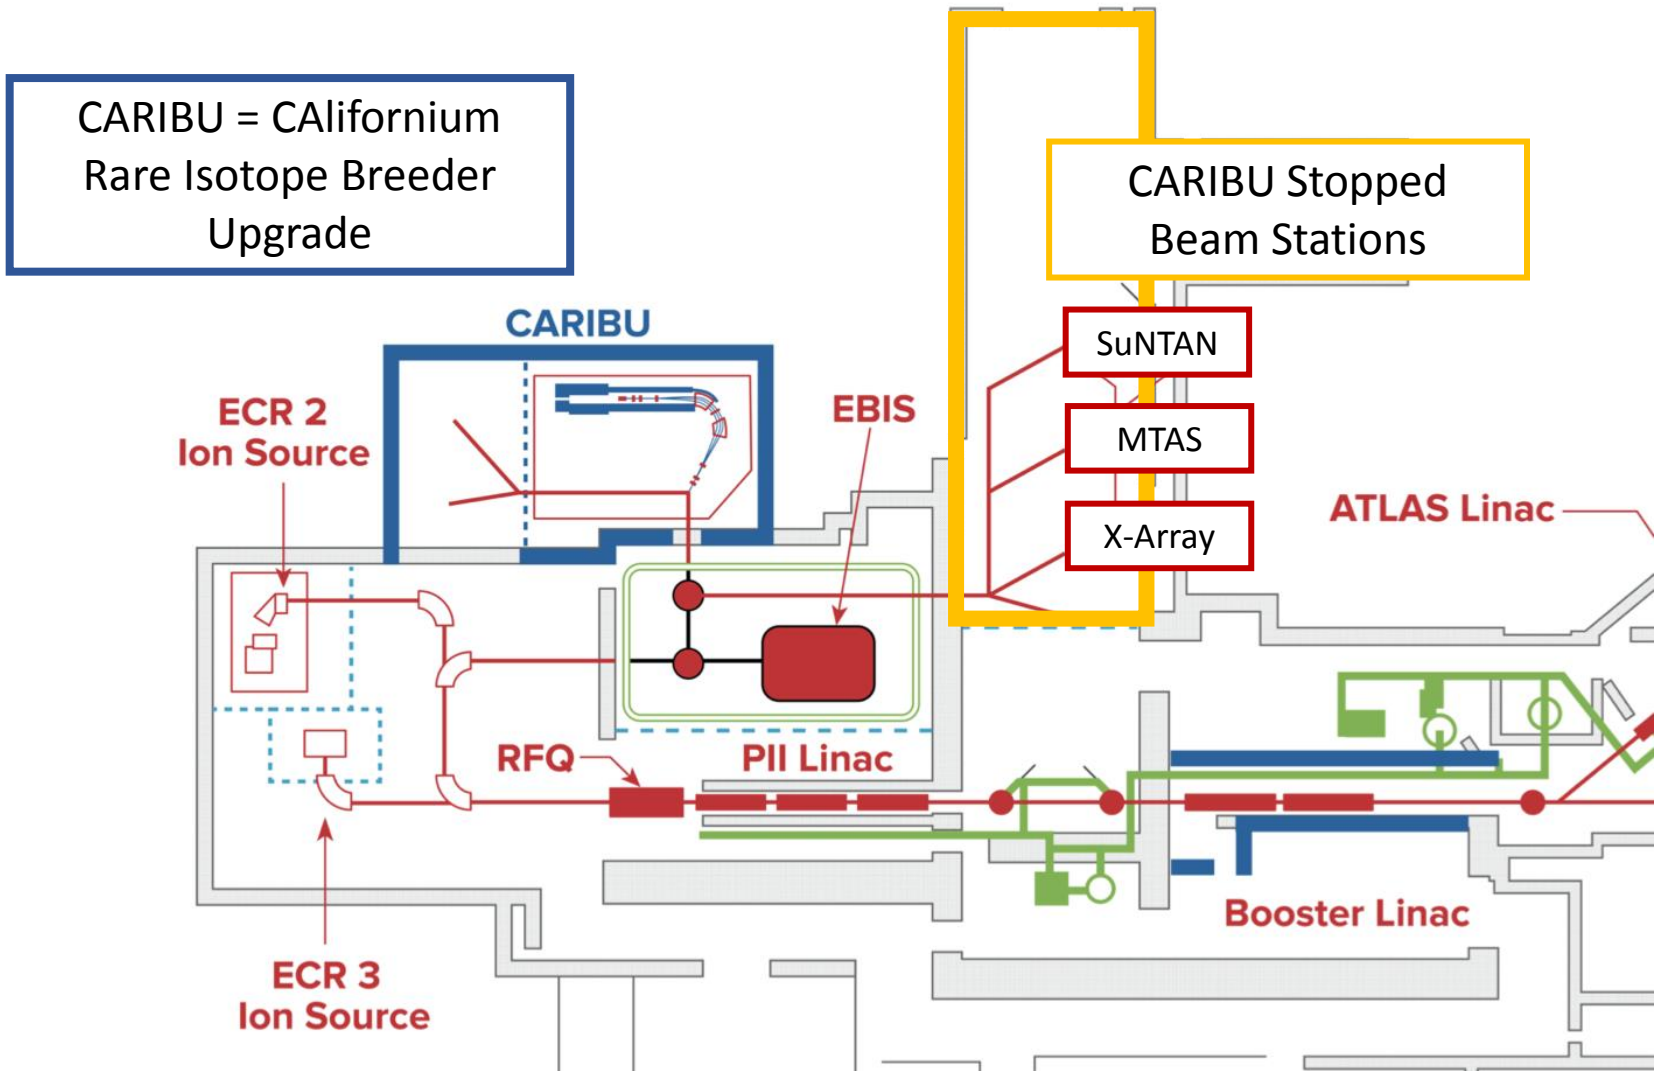 CARIBU = CAlifornium
Rare Isotope Breeder
Upgrade
CARIBU Stopped
Beam Stations
CARIBU
SuNTAN
ECR 2
Ion Source
EBIS
MTAS
X-Array
ATLAS Linac
RFQ
PII Linac
Booster Linac
ECR 3
Ion Source